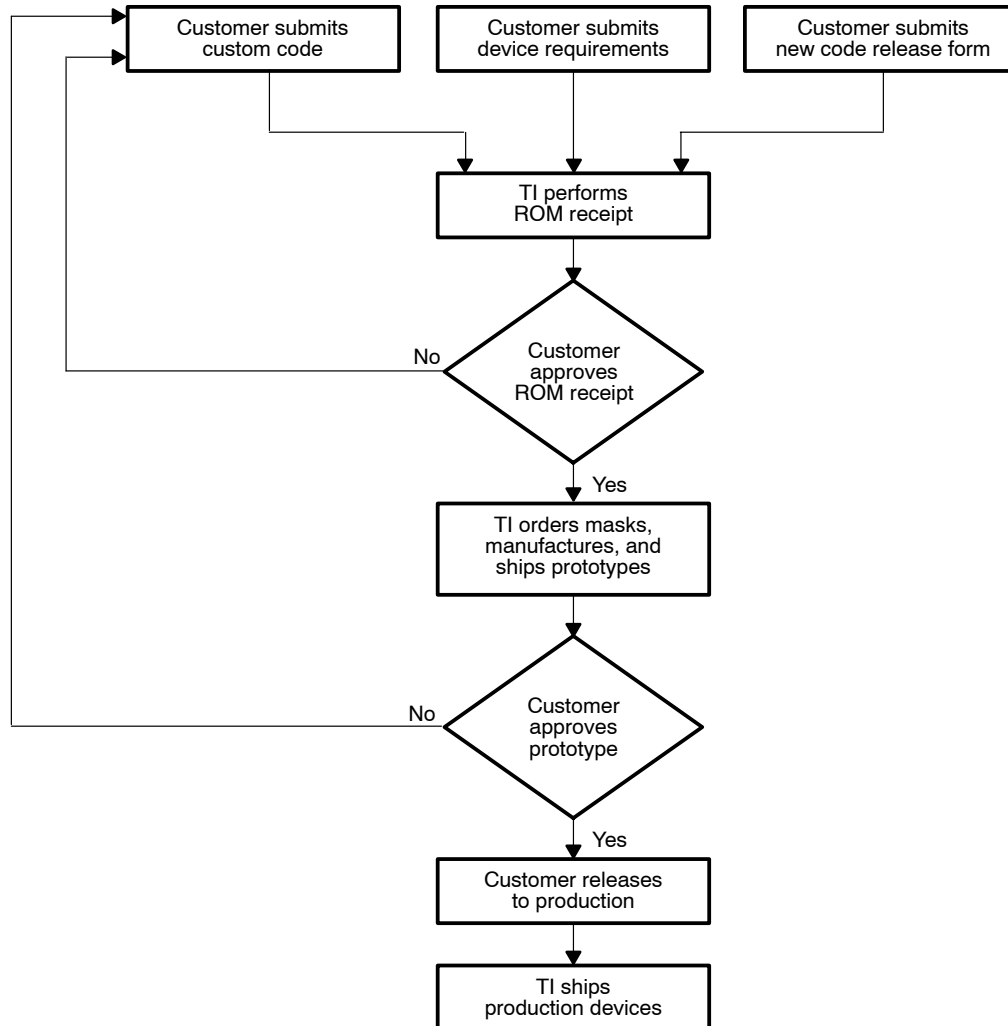 Customer submits
custom code
Customer submits
device requirements
Customer submits
new code release form
TI performs
ROM receipt
No
Customer
approves
ROM receipt
Yes
TI orders masks,
manufactures, and
ships prototypes
No
Customer
approves
prototype
Yes
Customer releases
to production
TI ships
production devices